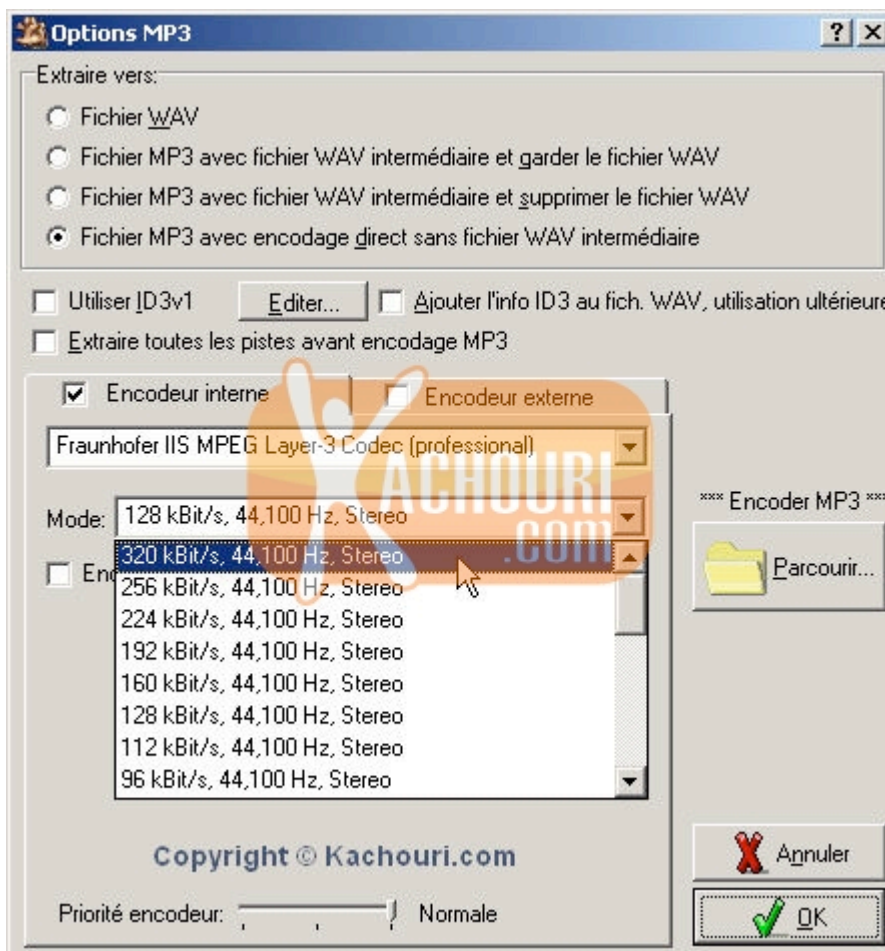 Options MP3
Extraire vers:
Fichier WAV
Fichier MP3 avec fichier WAV intermédiaire et garder le fichier WAV
Fichier MP3 avec fichier WAV intermédiaire et supprimer le fichier WAV
Fichier MP3 avec encodage direct sans fichier WAV intermédiaire
Utiliser ID3v1 Editer... Ajouter l'info ID3 au fich. WAV, utilisation ultérieure
Extraire toutes les pistes avant encodage MP3
Encodeur interne Encodeur externe
Fraunhofer IIS MPEG Layer-3 Codec (professional)
KACHOURI
.com
*** Encoder MP3 **
Mode: 128 kBit/s, 44,100 Hz, Stereo
320 kBit/s, 44,100 Hz, Stereo
256 kBit/s, 44,100 Hz, Stereo
224 kBit/s, 44,100 Hz, Stereo
192 kBit/s, 44,100 Hz, Stereo
160 kBit/s, 44,100 Hz, Stereo
128 kBit/s, 44,100 Hz, Stereo
112 kBit/s, 44,100 Hz, Stereo
96 kBit/s, 44,100 Hz, Stereo
Parcourir...
Copyright © Kachouri.com
Annuler
Priorité encodeur: Normale
OK